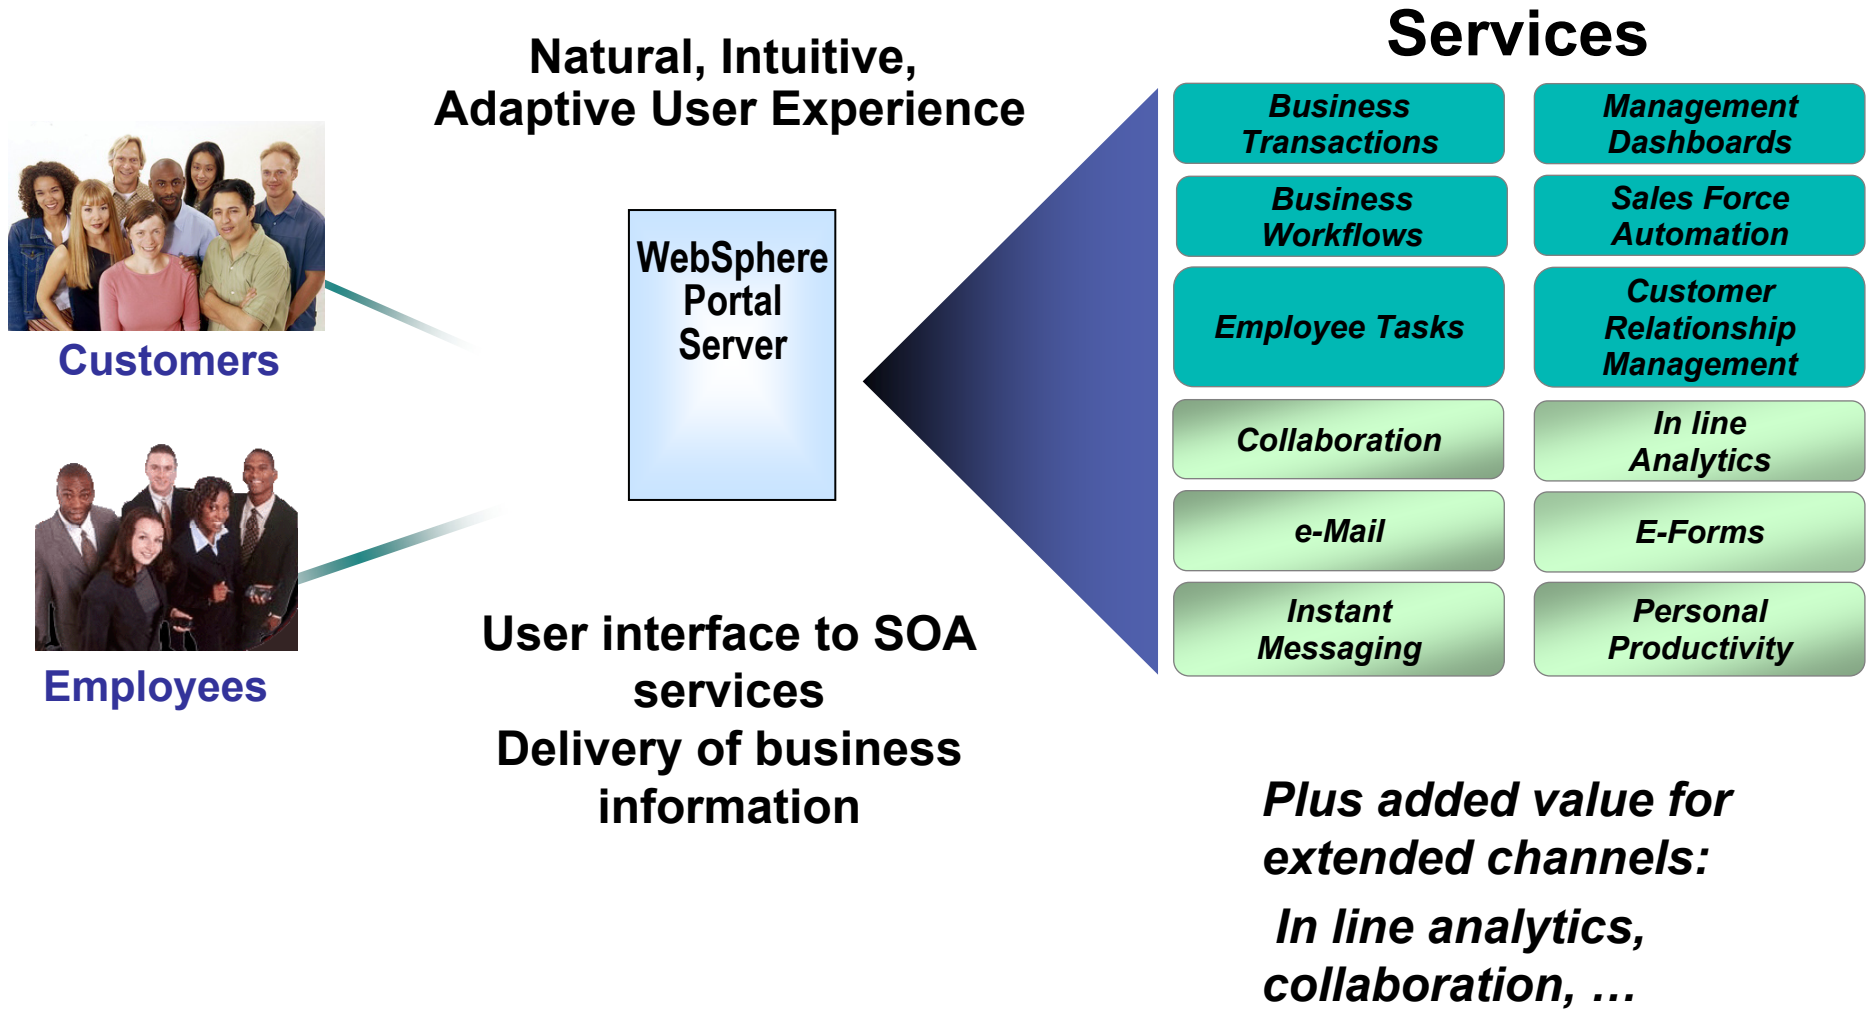 Natural, Intuitive,
Adaptive User Experience
Customers
Employees
WebSphere
Portal
Server
User interface to SOA
services
Delivery of business
information
Services
Business
Transactions
Management
Dashboards
Business
Workflows
Sales Force
Automation
Employee Tasks
Customer
Relationship
Management
Collaboration
In line
Analytics
e-Mail
E-Forms
Instant
Messaging
Personal
Productivity
Plus added value for
extended channels:
In line analytics,
collaboration, …